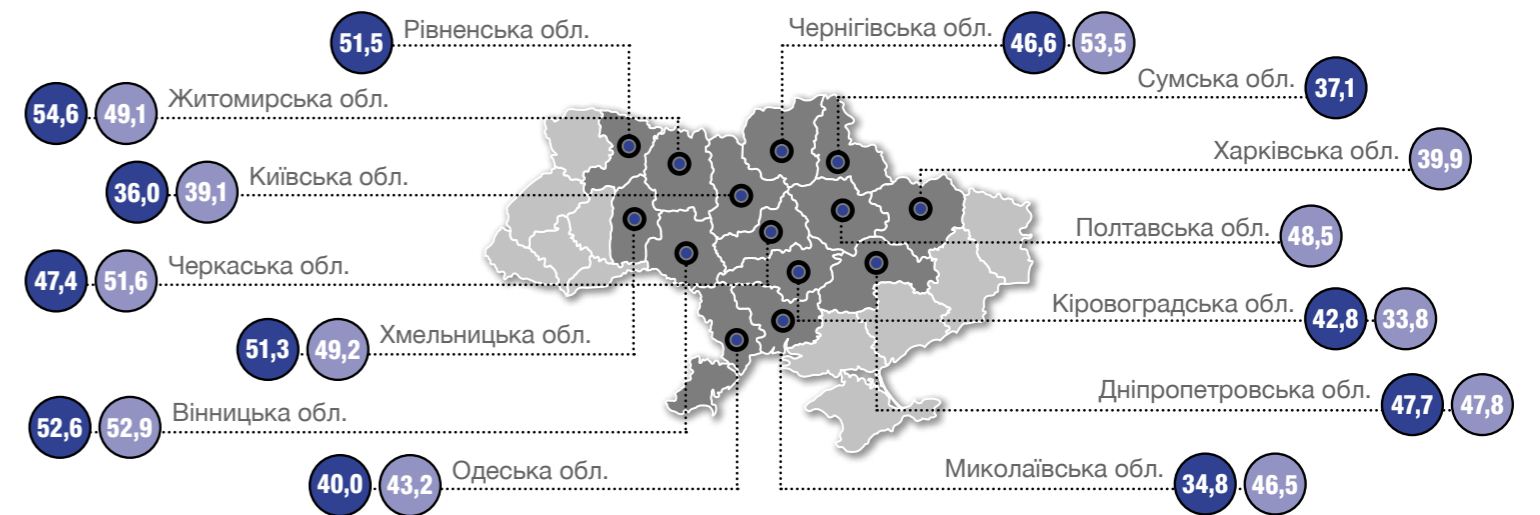 51,5 Рівненська обл.
Чернігівська обл. 46,6 53,5
Сумська обл. 37,1
54,6 49,1 Житомирська обл.
Харківська обл. 39,9
36,0 39,1 Київська обл.
Полтавська обл. 48,5
47,4 51,6 Черкаська обл.
Кіровоградська обл. 42,8 33,8
51,3 49,2 Хмельницька обл.
Дніпропетровська обл. 47,7 47,8
52,6 52,9 Вінницька обл.
40,0 43,2 Одеська обл.
Миколаївська обл. 34,8 46,5